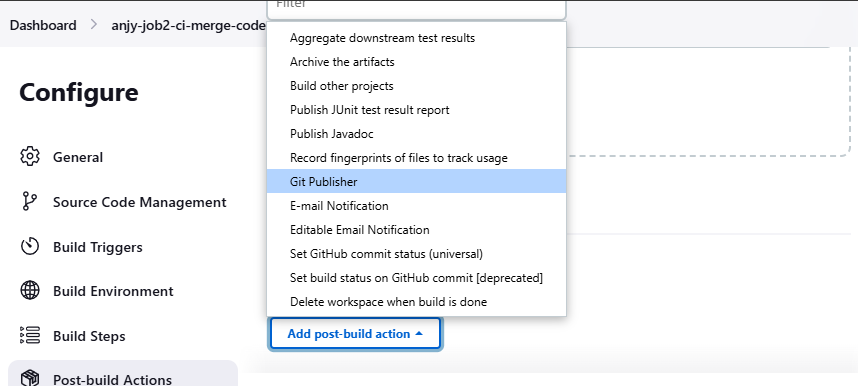 Filter
Dashboard > anjy-job2-ci-merge-code
Aggregate downstream test results
Archive the artifacts
Build other projects
Publish JUnit test result report
Publish Javadoc
Record fingerprints of files to track usage
Git Publisher
E-mail Notification
Editable Email Notification
Set GitHub commit status (universal)
Set build status on GitHub commit [deprecated]
Delete workspace when build is done
Add post-build action
Configure
General
Source Code Management
Build Triggers
Build Environment
Build Steps
Post-build Actions